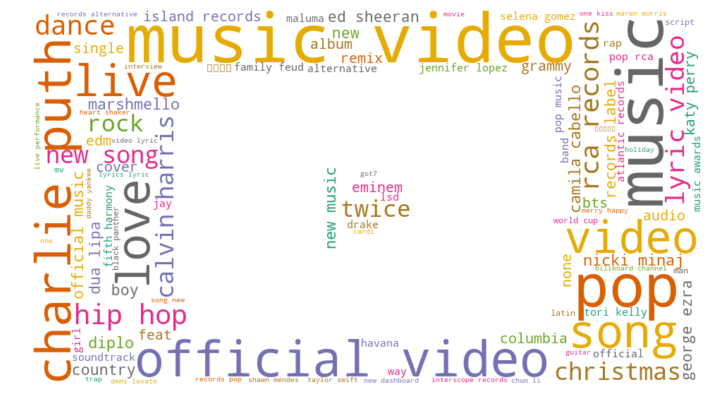 records alternative
island records
maluma
ed sheeran
selena gomez
one kiss
maren morris
movie
script
dance
music video
new
single
album
rap
grammy
remix
pop rca
interview
family feud
alternative
jennifer lopez
live
charlie puth
marshmello
heart shaker
rock
live performance
edm
video lyric
new song
cover
mv
lyrics lyric
calvin harris
rca records
music
lyric video
katy perry
pop music
band
camila cabello
records label
atlantic records
holiday
music awards
official music
daddy yankee
dua lipa
fifth harmony
black panther
love
jay
boy
one
song new
new music
got7
eminem
lsd
twice
drake
cardi
bts
merry happy
world cup
audio
video
none
nicki minaj
billboard channel
man
pop
latin
tori kelly
george ezra
hip hop
girl
diplo
feat
song
guitar
official
columbia
havana
soundtrack
official video
country
way
christmas
trap
demi lovato
records pop
shawn mendes
taylor swift
new dashboard
interscope records
chun li